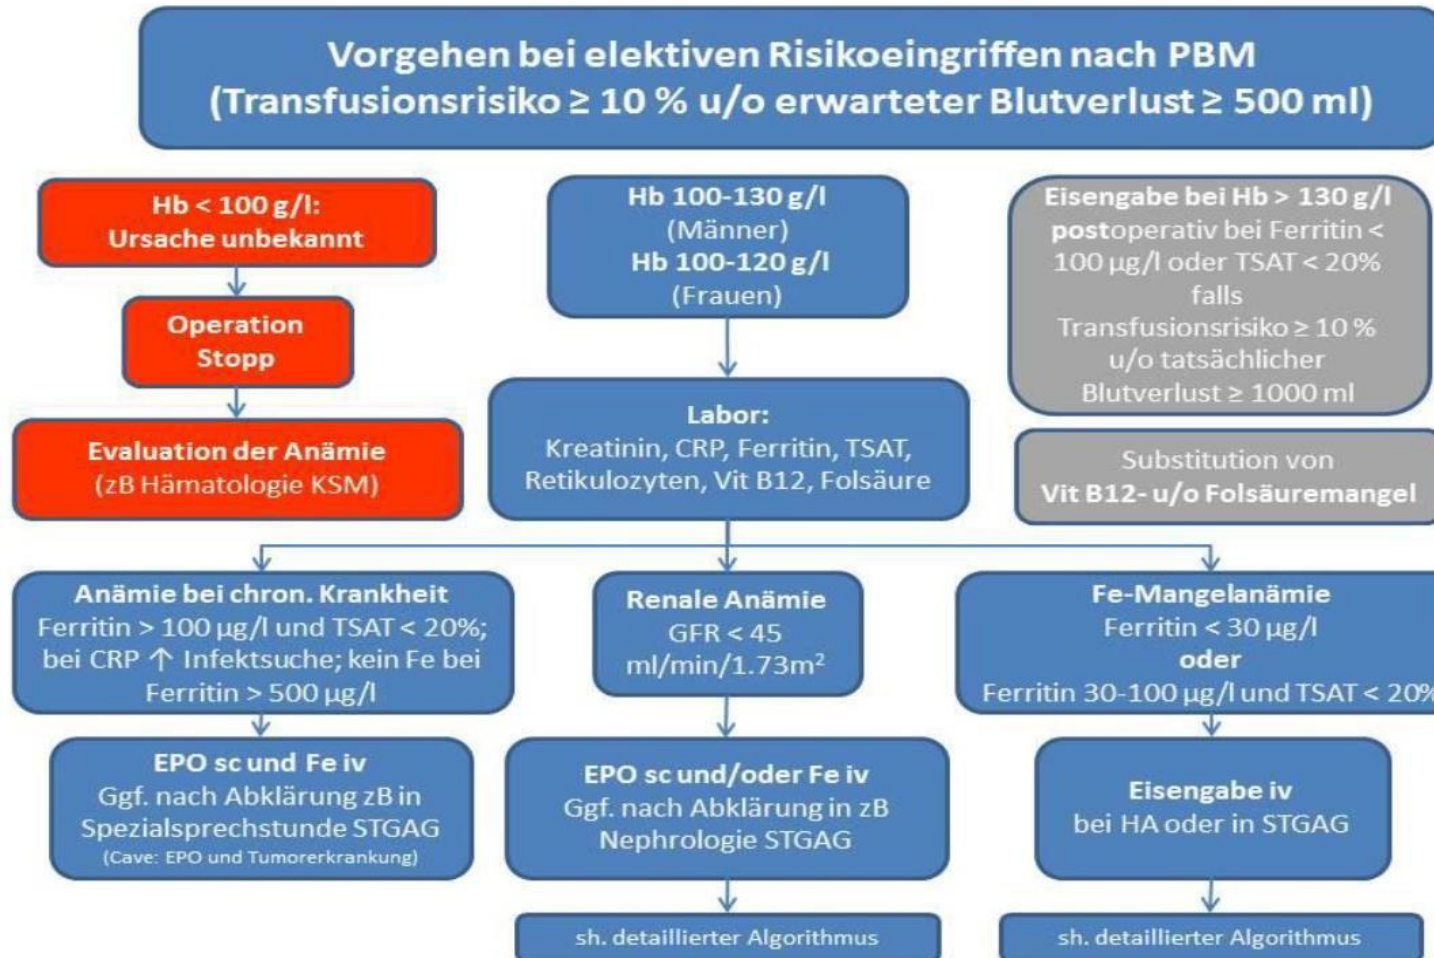 Vorgehen bei elektiven Risikoeingriffen nach PBM
(Transfusionsrisiko ≥ 10 % u/o erwarteter Blutverlust ≥ 500 ml)
Hb < 100 g/l:
Ursache unbekannt
Operation
Stopp
Evaluation der Anämie
(zB Hämatologie KSM)
Hb 100-130 g/l
(Männer)
Hb 100-120 g/l
(Frauen)
Labor:
Kreatinin, CRP, Ferritin, TSAT,
Retikulozyten, Vit B12, Folsäure
Eisengabe bei Hb > 130 g/l
postoperativ bei Ferritin <
100 µg/l oder TSAT < 20%
falls
Transfusionsrisiko ≥ 10 %
u/o tatsächlicher
Blutverlust ≥ 1000 ml
Substitution von
Vit B12- u/o Folsäuremangel
Anämie bei chron. Krankheit
Ferritin > 100 µg/l und TSAT < 20%;
bei CRP ↑ Infektsuche; kein Fe bei
Ferritin > 500 µg/l
EPO sc und Fe iv
Ggf. nach Abklärung zB in
Spezialsprechstunde STGAG
(Cave: EPO und Tumorerkrankung)
Renale Anämie
GFR < 45
ml/min/1.73m²
EPO sc und/oder Fe iv
Ggf. nach Abklärung in zB
Nephrologie STGAG
sh. detaillierter Algorithmus
Fe-Mangelanämie
Ferritin < 30 µg/l
oder
Ferritin 30-100 µg/l und TSAT < 20%
Eisengabe iv
bei HA oder in STGAG
sh. detaillierter Algorithmus